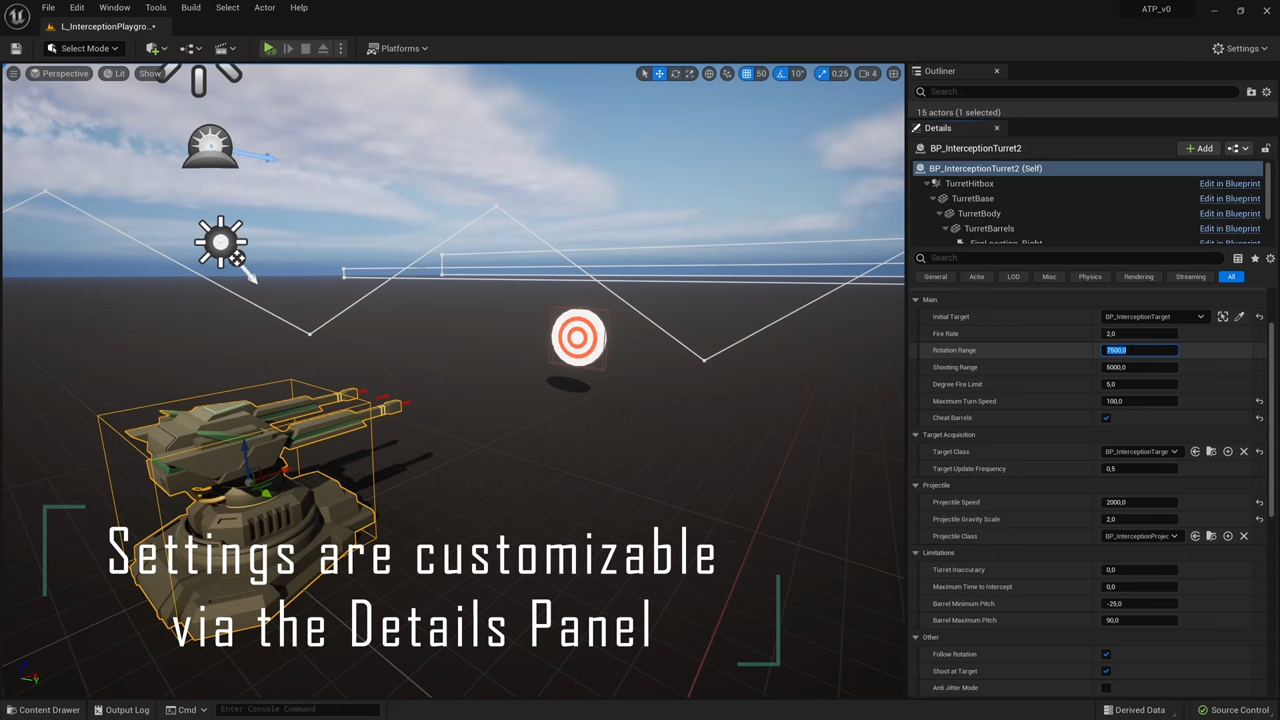 File Edit Window Tools Build Select Actor Help
ATP_v0
L_InterceptionPlaygro...•
Select Mode
Platforms
Settings
Perspective Lit Show
50 10° 0,25 4
Outliner
Search...
15 actors (1 selected)
Details
BP_InterceptionTurret2
Add
BP_InterceptionTurret2 (Self)
TurretHitbox Edit in Blueprint
TurretBase Edit in Blueprint
TurretBody Edit in Blueprint
TurretBarrels Edit in Blueprint
FireLocation_Right Edit in Blueprint
Search
General Actor LOD Misc Physics Rendering Streaming All
Main
Initial Target BP_InterceptionTarget
Fire Rate 2,0
Rotation Range 7500,0
Shooting Range 5000,0
Degree Fire Limit 5,0
Maximum Turn Speed 100,0
Cheat Barrels
Target Acquisition
Target Class BP_InterceptionTarge
Target Update Frequency 0,5
Projectile
Projectile Speed 2000,0
Projectile Gravity Scale 2,0
Projectile Class BP_InterceptionProjec
Limitations
Turret Inaccuracy 0,0
Maximum Time to Intercept 0,0
Barrel Minimum Pitch -25,0
Barrel Maximum Pitch 90,0
Other
Follow Rotation
Shoot at Target
Anti Jitter Mode
Settings are customizable
via the Details Panel
Content Drawer Output Log Cmd Enter Console Command
Derived Data Source Control